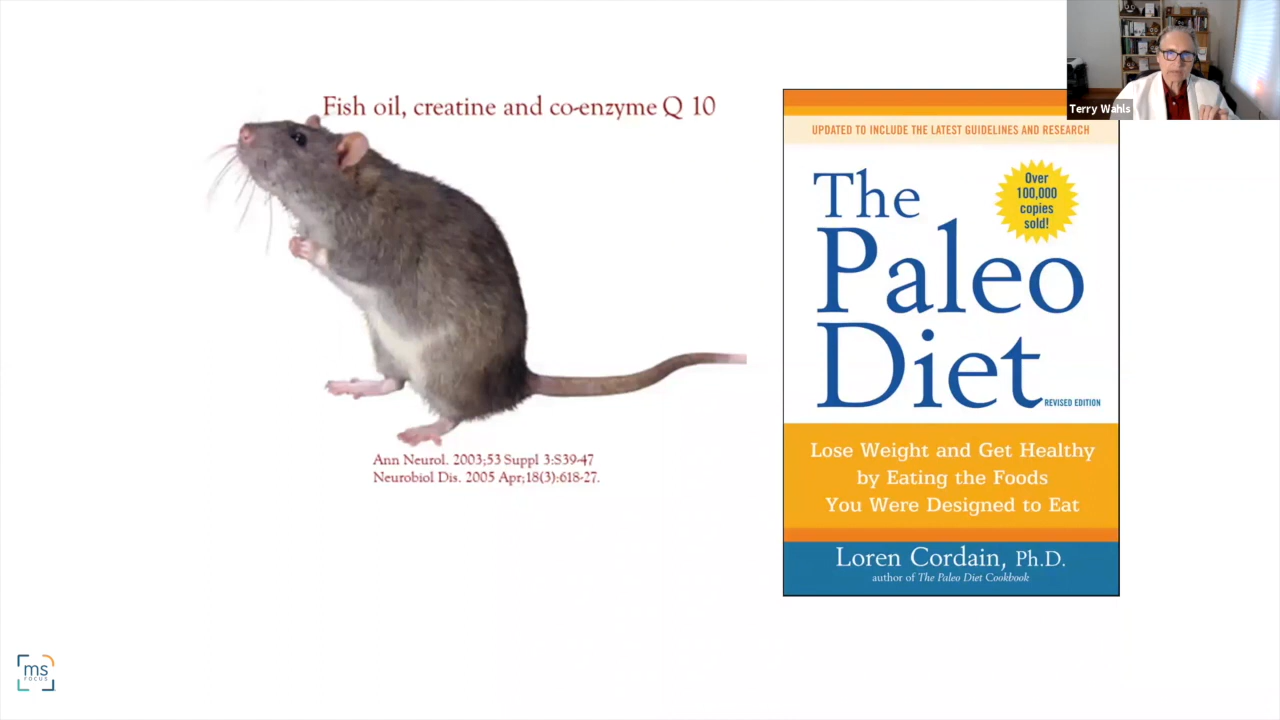 Fish oil, creatine and co-enzyme Q 10
Ann Neurol. 2003;53 Suppl 3:S39-47
Neurobiol Dis. 2005 Apr;18(3):618-27.
UPDATED TO INCLUDE THE LATEST GUIDELINES AND RESEARCH
The
Paleo
Diet
REVISED EDITION
Over
100,000
copies
sold!
Lose Weight and Get Healthy
by Eating the Foods
You Were Designed to Eat
Loren Cordain, Ph.D.
author of The Paleo Diet Cookbook
Terry Wahls
ms
FOCUS